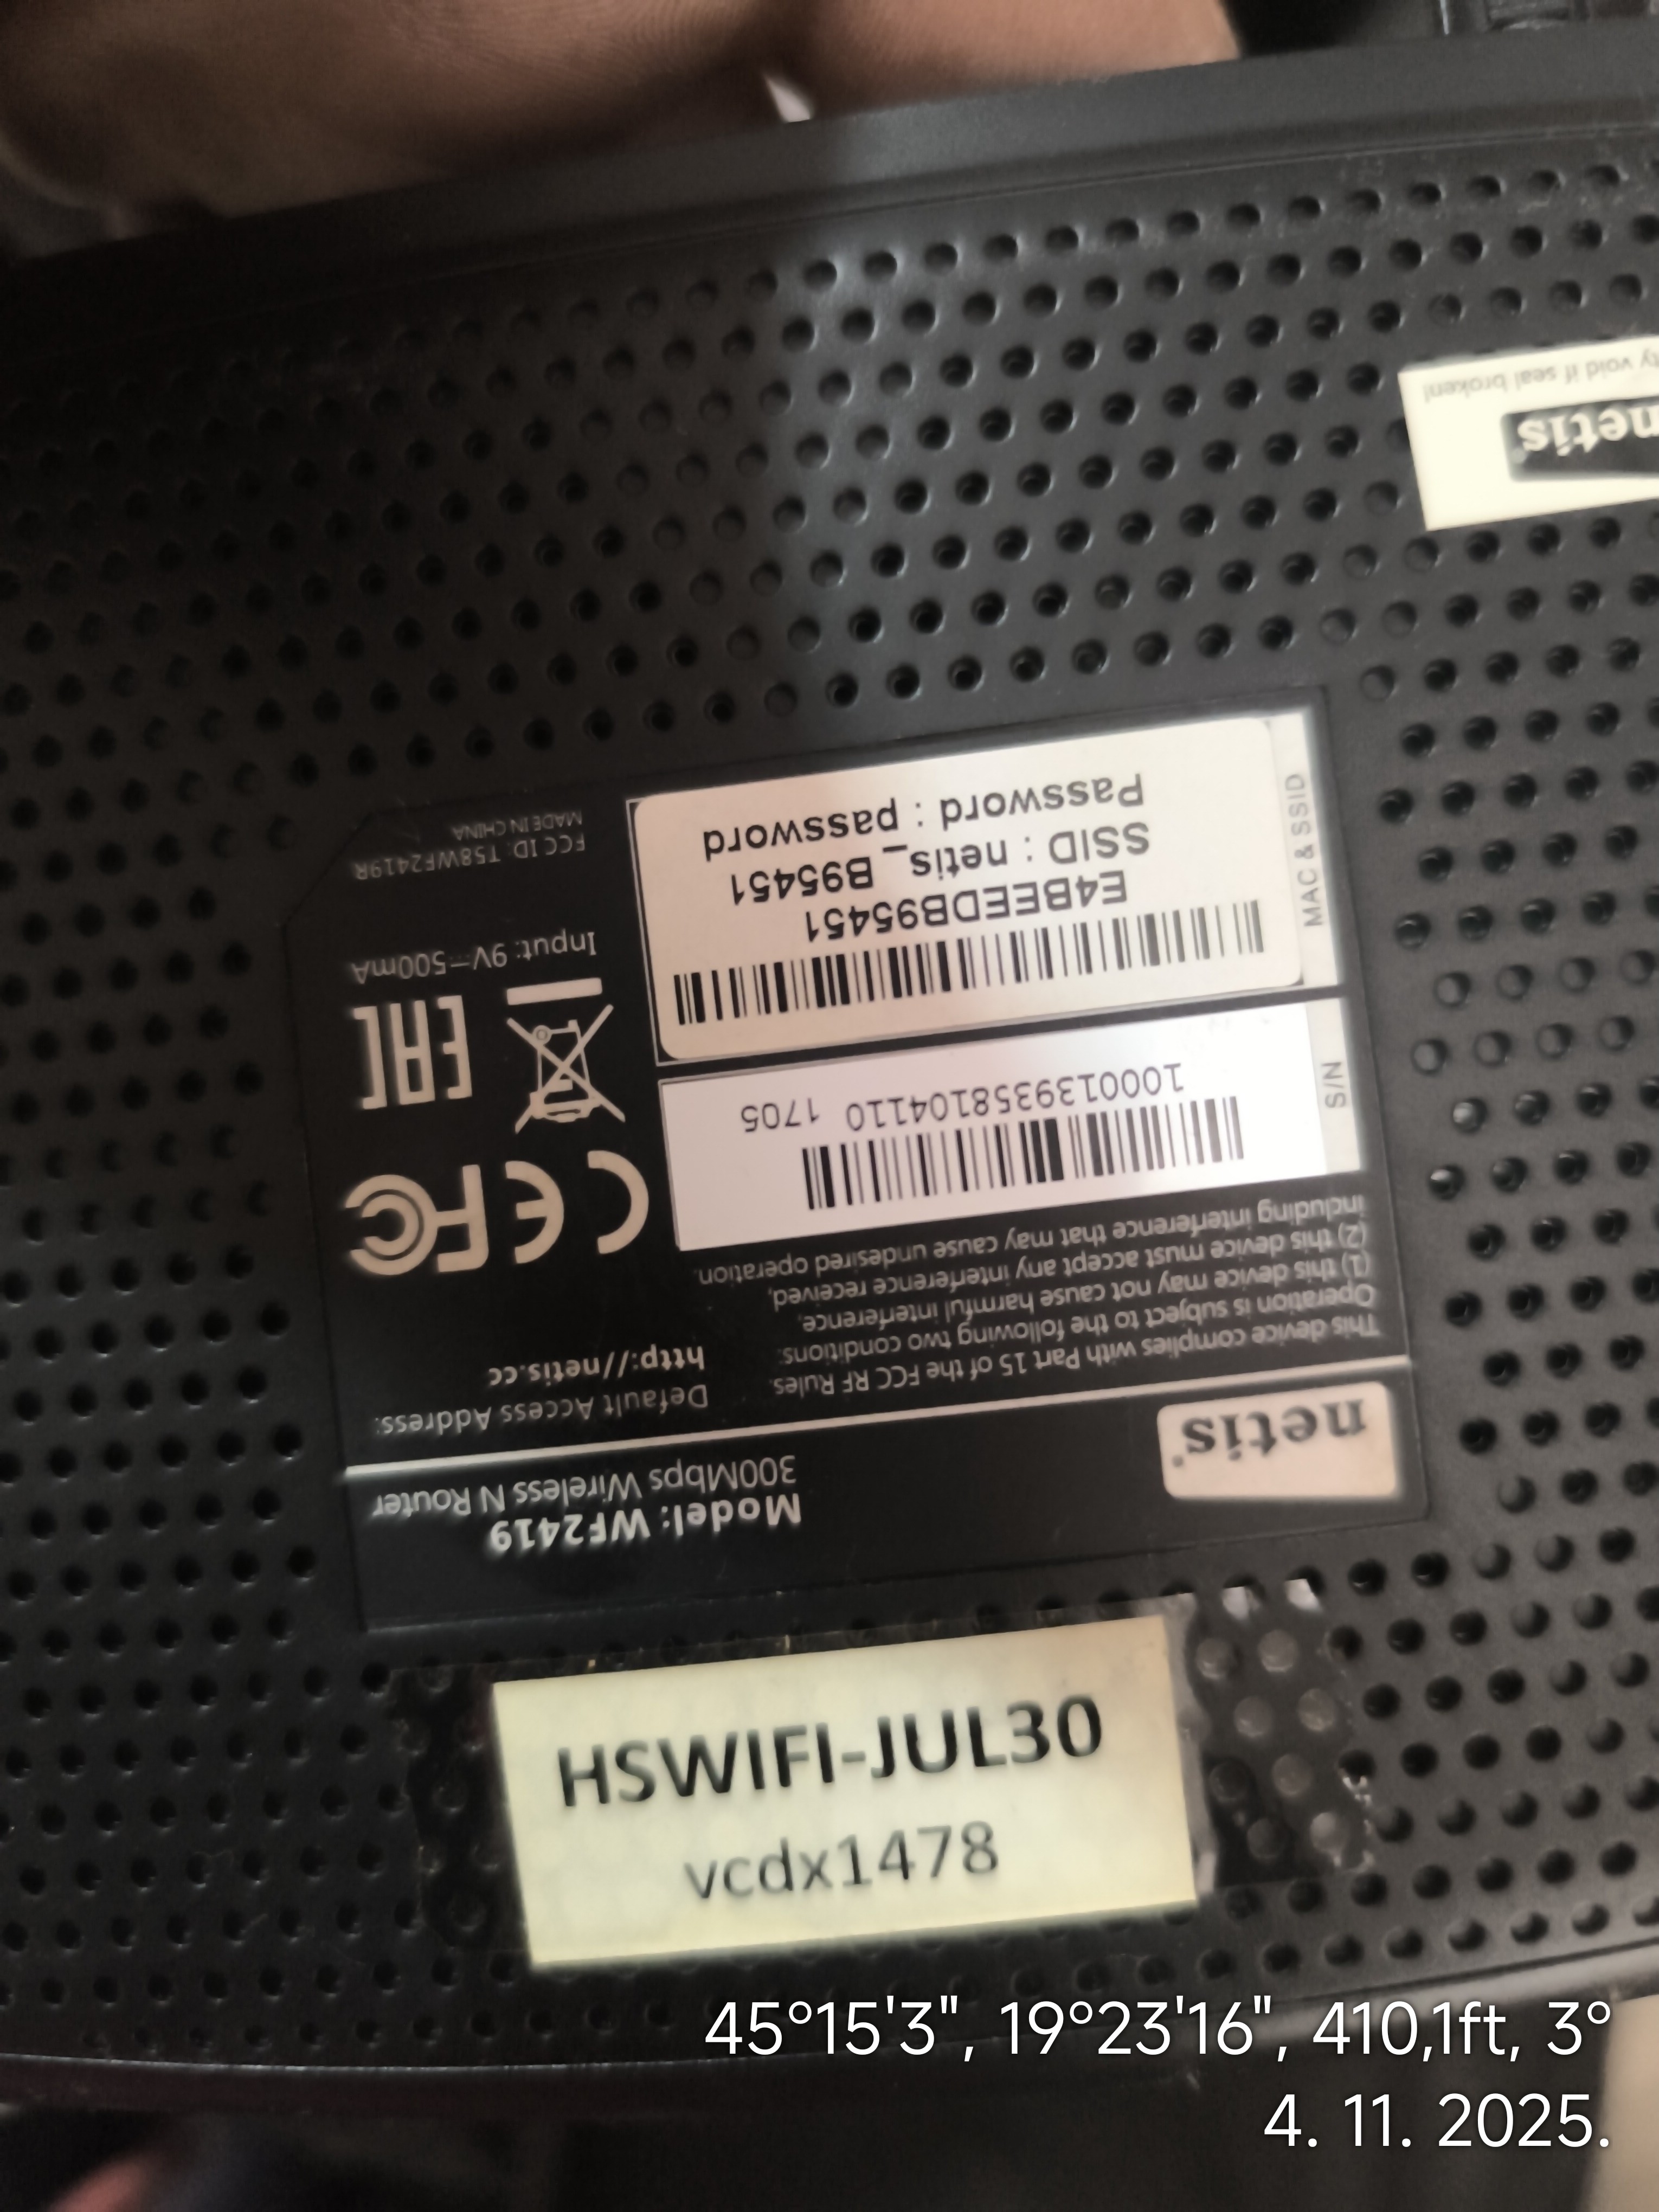 netis
Model: WF2419
300Mbps Wireless N Router
Default Access Address:
http://netis.cc
This device complies with Part 15 of the FCC RF Rules.
Operation is subject to the following two conditions:
(1) this device may not cause harmful interference,
(2) this device must accept any interference received,
including interference that may cause undesired operation.
S/N
1000139358104110 1705
MAC & SSID
E4BEEDB95451
SSID : netis_B95451
Password : password
CE FC
EAC
Input: 9V⎓500mA
FCC ID: T58WF2419R
MADE IN CHINA
netis
ty void if seal broken!
HSWIFI-JUL30
vcdx1478
45°15'3", 19°23'16", 410,1ft, 3°
4. 11. 2025.